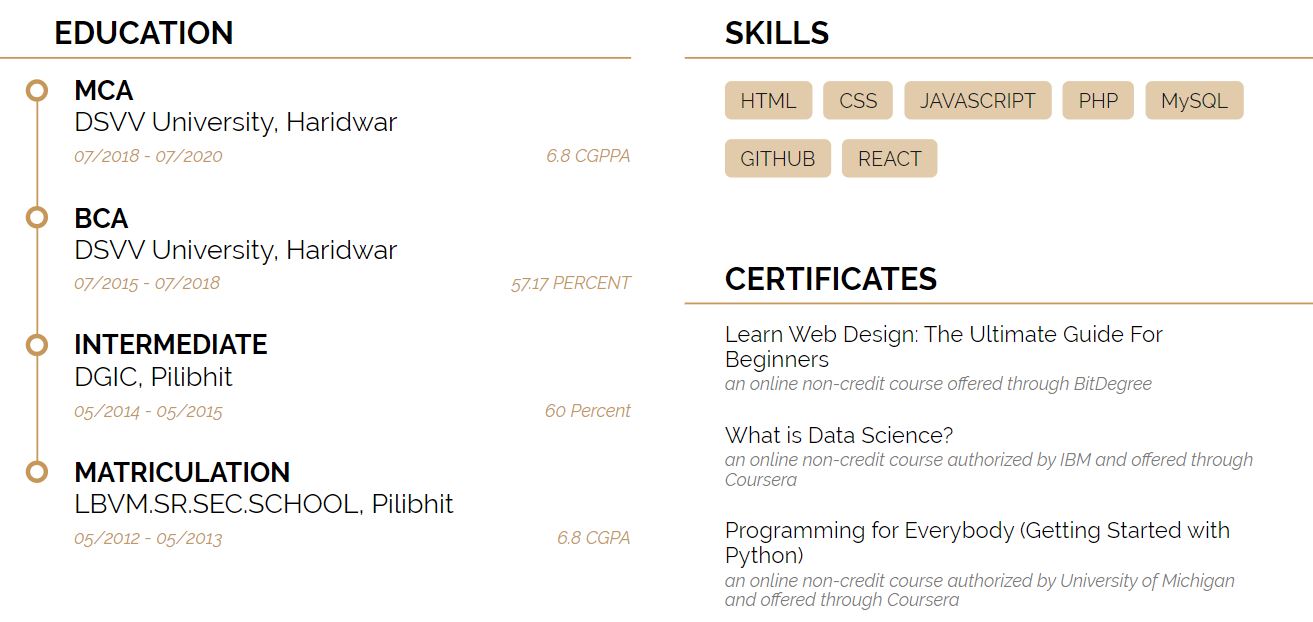 EDUCATION
MCA
DSVV University, Haridwar
07/2018 - 07/2020 6.8 CGPPA
BCA
DSVV University, Haridwar
07/2015 - 07/2018 57.17 PERCENT
INTERMEDIATE
DGIC, Pilibhit
05/2014 - 05/2015 60 Percent
MATRICULATION
LBVM.SR.SEC.SCHOOL, Pilibhit
05/2012 - 05/2013 6.8 CGPA
SKILLS
HTML CSS JAVASCRIPT PHP MySQL
GITHUB REACT
CERTIFICATES
Learn Web Design: The Ultimate Guide For
Beginners
an online non-credit course offered through BitDegree
What is Data Science?
an online non-credit course authorized by IBM and offered through
Coursera
Programming for Everybody (Getting Started with
Python)
an online non-credit course authorized by University of Michigan
and offered through Coursera